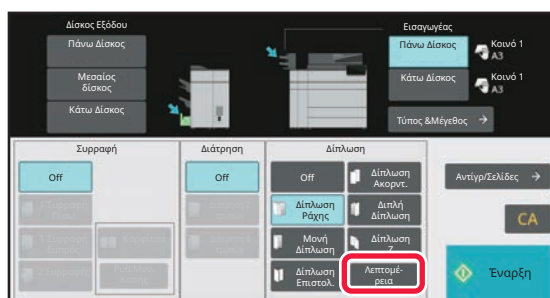 Δίσκος Εξόδου
Εισαγωγέας
Πάνω Δίσκος
Πάνω Δίσκος
Κοινό 1
A3
Μεσαίος
δίσκος
Κάτω Δίσκος
Κοινό 1
A3
Κάτω Δίσκος
Τύπος &Μέγεθος
Συρραφή
Διάτρηση
Δίπλωση
Off
Off
Off
Δίπλωση
Ακορντ.
Αντίγρ/Σελίδες
Δίπλωση
Ράχης
Διπλή
Δίπλωση
CA
Μονή
Δίπλωση
Δίπλωση
Z
Δίπλωση
Επιστολ.
Λεπτομέ-
ρεια
Έναρξη